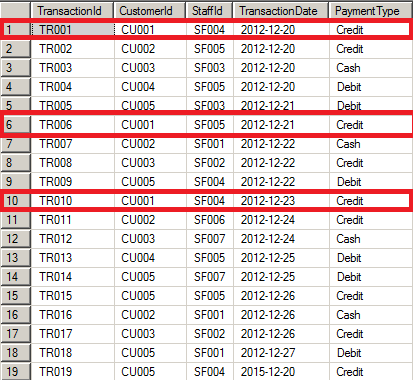 TransactionId CustomerId StaffId TransactionDate PaymentType
1 TR001 CU001 SF004 2012-12-20 Credit
2 TR002 CU002 SF005 2012-12-20 Credit
3 TR003 CU003 SF003 2012-12-20 Cash
4 TR004 CU005 SF004 2012-12-20 Debit
5 TR005 CU005 SF003 2012-12-21 Debit
6 TR006 CU001 SF005 2012-12-21 Credit
7 TR007 CU002 SF001 2012-12-22 Cash
8 TR008 CU003 SF002 2012-12-22 Credit
9 TR009 CU005 SF004 2012-12-22 Debit
10 TR010 CU001 SF004 2012-12-23 Credit
11 TR011 CU002 SF006 2012-12-24 Credit
12 TR012 CU003 SF007 2012-12-24 Cash
13 TR013 CU005 SF004 2012-12-25 Debit
14 TR014 CU005 SF007 2012-12-25 Debit
15 TR015 CU005 SF005 2012-12-26 Credit
16 TR016 CU002 SF001 2012-12-26 Cash
17 TR017 CU003 SF002 2012-12-26 Credit
18 TR018 CU005 SF001 2012-12-27 Debit
19 TR019 CU005 SF004 2015-12-20 Credit